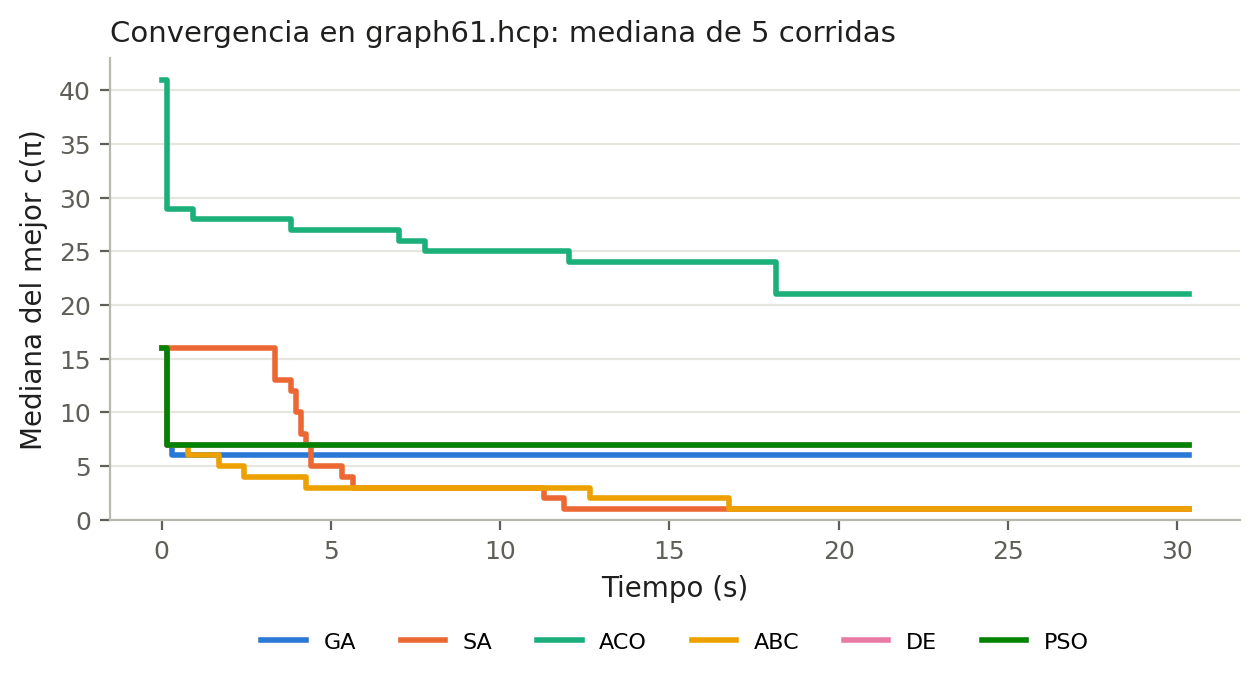 Convergencia en graph61.hcp: mediana de 5 corridas
Mediana del mejor c(π)
40
35
30
25
20
15
10
5
0
0 5 10 15 20 25 30
Tiempo (s)
GA SA ACO ABC DE PSO